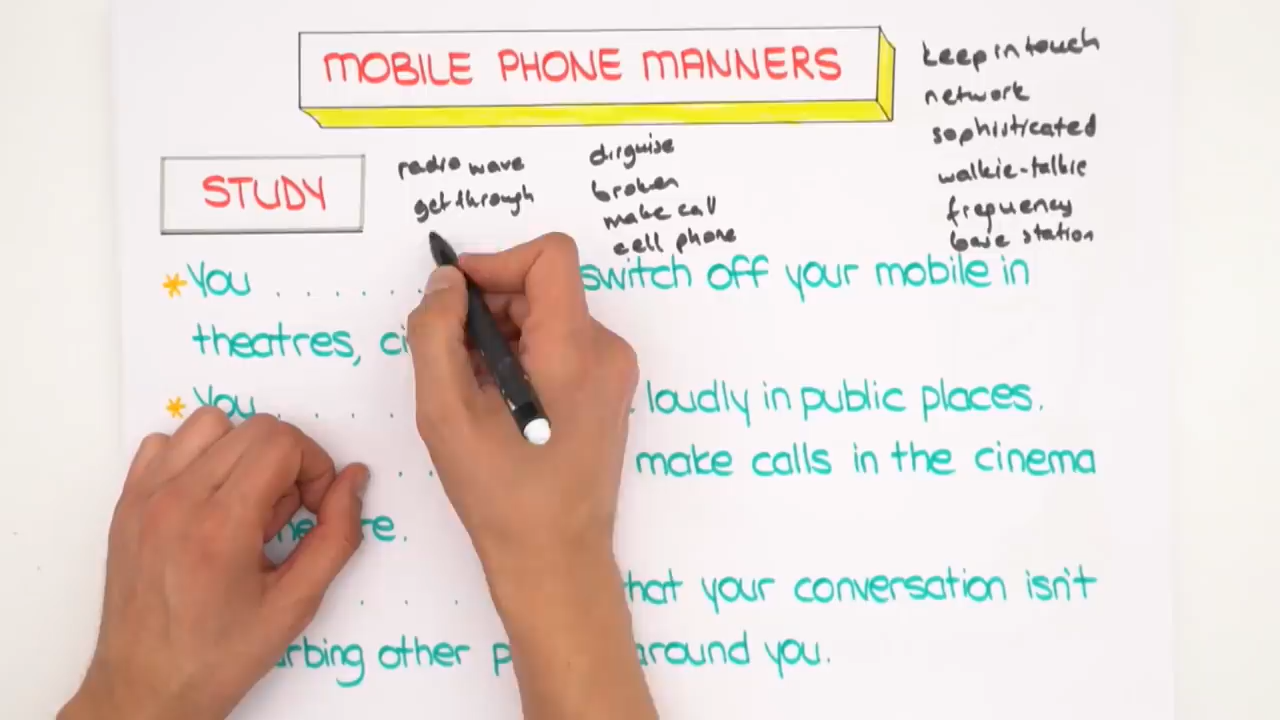 MOBILE PHONE MANNERS
keep in touch
network
sophisticated
walkie-talkie
frequency
base station
STUDY
radio wave
get through
disguise
broken
make call
cell phone
*You . . . . . . switch off your mobile in
theatres, ci
*You . . . . . loudly in public places.
. . make calls in the cinema
re.
. . . that your conversation isn't
rbing other p around you.